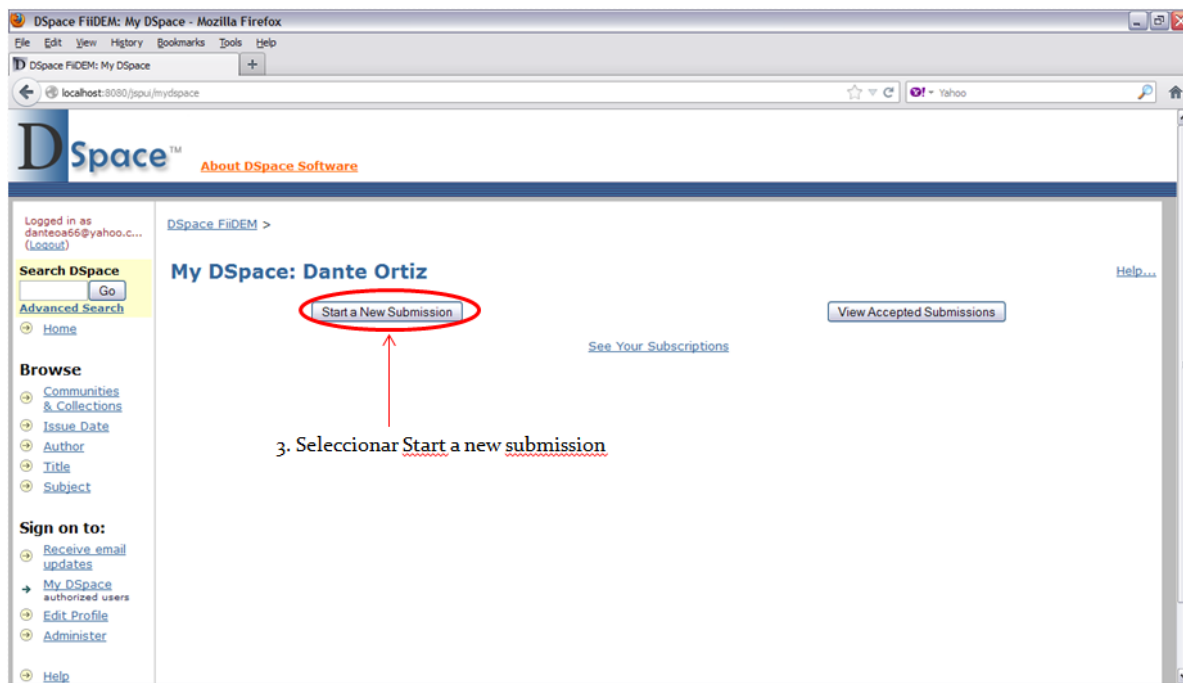 DSpace FiiDEM: My DSpace - Mozilla Firefox
File Edit View History Bookmarks Tools Help
DSpace FiiDEM: My DSpace
localhost:8080/jspui/mydspace
Yahoo
DSpace™
About DSpace Software
Logged in as
danteoa66@yahoo.c...
(Logout)
DSpace FiiDEM >
Search DSpace
Go
Advanced Search
My DSpace: Dante Ortiz
Help...
Start a New Submission
View Accepted Submissions
See Your Subscriptions
Home
Browse
Communities
& Collections
Issue Date
Author
Title
Subject
3. Seleccionar Start a new submission
Sign on to:
Receive email
updates
My DSpace
authorized users
Edit Profile
Administer
Help